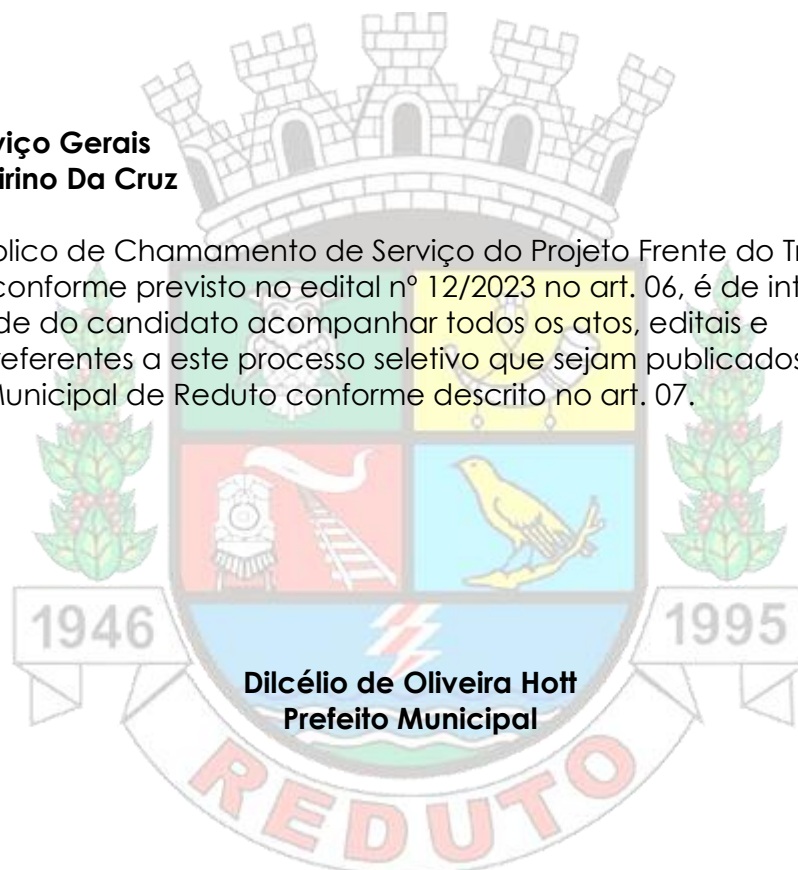 viço Gerais
irino Da Cruz
blico de Chamamento de Serviço do Projeto Frente do Tr
conforme previsto no edital nº 12/2023 no art. 06, é de int
de do candidato acompanhar todos os atos, editais e
referentes a este processo seletivo que sejam publicados
Municipal de Reduto conforme descrito no art. 07.
1946
1995
Dilcélio de Oliveira Hott
Prefeito Municipal
REDUTO